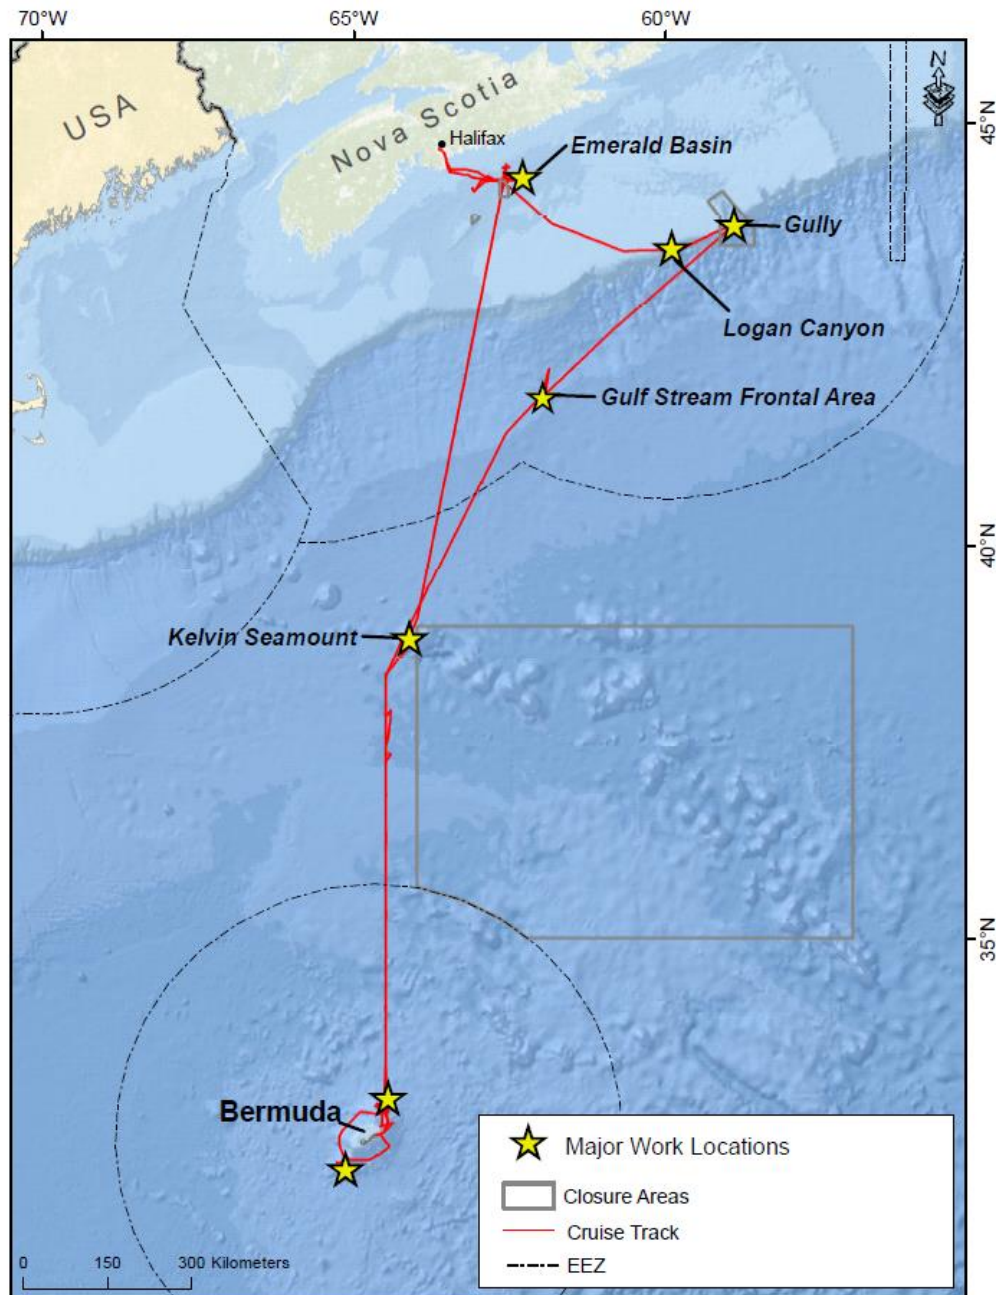 70°W
65°W
60°W
N
USA
Nova Scotia
Halifax
45°N
Emerald Basin
Gully
Logan Canyon
Gulf Stream Frontal Area
40°N
Kelvin Seamount
35°N
Bermuda
Major Work Locations
Closure Areas
Cruise Track
EEZ
0 150 300 Kilometers